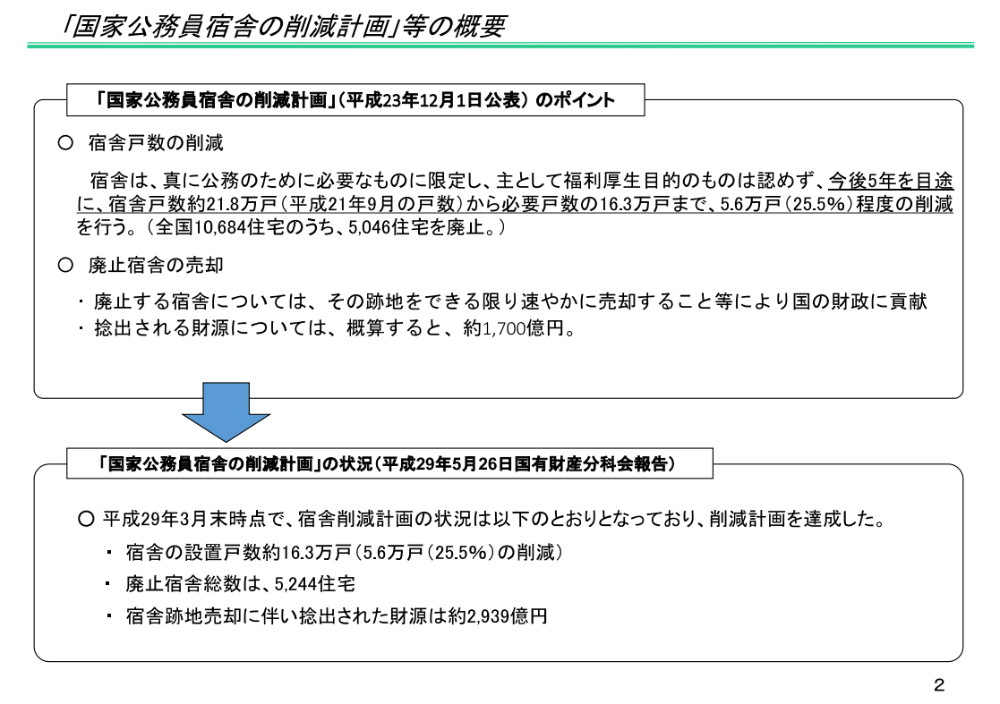 「国家公務員宿舎の削減計画」等の概要
「国家公務員宿舎の削減計画」（平成23年12月1日公表） のポイント
○ 宿舎戸数の削減
宿舎は、真に公務のために必要なものに限定し、主として福利厚生目的のものは認めず、今後5年を目途
に、宿舎戸数約21.8万戸（平成21年9月の戸数）から必要戸数の16.3万戸まで、5.6万戸（25.5％）程度の削減
を行う。（全国10,684住宅のうち、5,046住宅を廃止。）
○ 廃止宿舎の売却
・ 廃止する宿舎については、その跡地をできる限り速やかに売却すること等により国の財政に貢献
・ 捻出される財源については、概算すると、約1,700億円。
「国家公務員宿舎の削減計画」の状況（平成29年5月26日国有財産分科会報告）
○ 平成29年3月末時点で、宿舎削減計画の状況は以下のとおりとなっており、削減計画を達成した。
・ 宿舎の設置戸数約16.3万戸（5.6万戸（25.5％）の削減）
・ 廃止宿舎総数は、5,244住宅
・ 宿舎跡地売却に伴い捻出された財源は約2,939億円
2